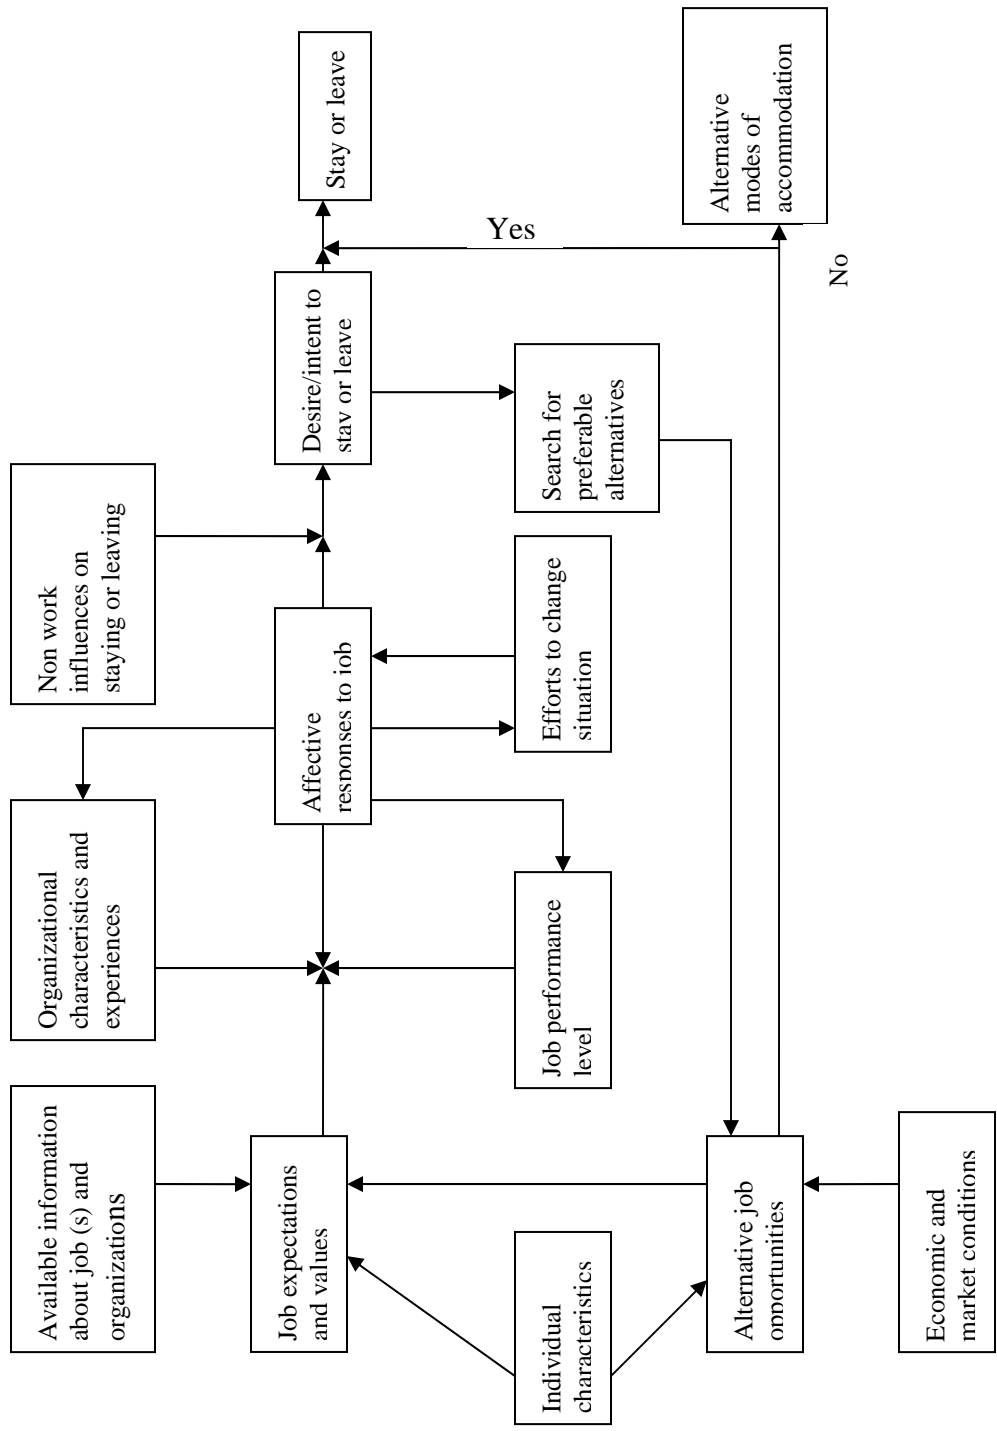 Available information
about job (s) and
organizations
Organizational
characteristics and
experiences
Non work
influences on
staying or leaving
Job expectations
and values
Affective
responses to job
Desire/intent to
stay or leave
Stay or leave
Individual
characteristics
Job performance
level
Efforts to change
situation
Search for
preferable
alternatives
Yes
Alternative job
opportunities
Alternative
modes of
accommodation
No
Economic and
market conditions